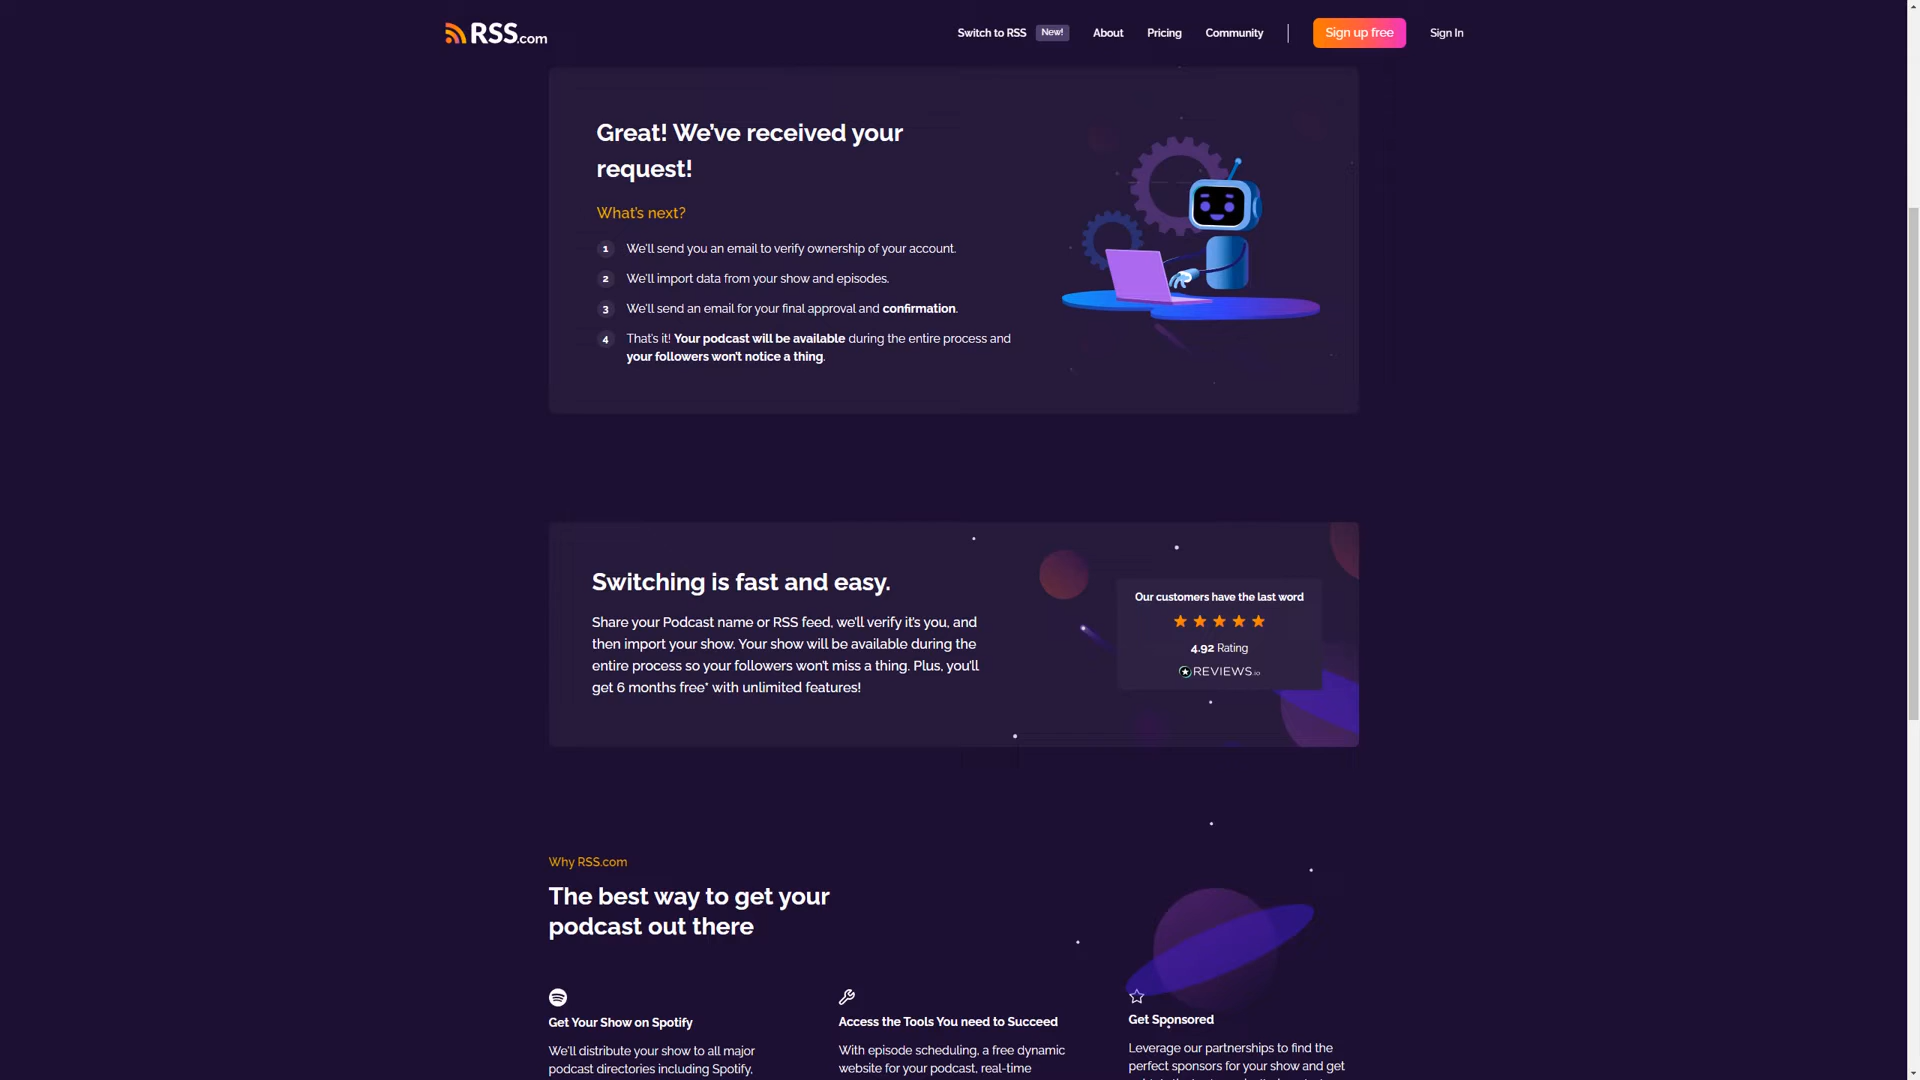 RSS.com
Switch to RSS New! About Pricing Community Sign up free Sign In
Great! We've received your
request!
What's next?
1 We'll send you an email to verify ownership of your account.
2 We'll import data from your show and episodes.
3 We'll send an email for your final approval and confirmation.
4 That's it! Your podcast will be available during the entire process and
your followers won't notice a thing.
Switching is fast and easy.
Share your Podcast name or RSS feed, we'll verify it's you, and
then import your show. Your show will be available during the
entire process so your followers won't miss a thing. Plus, you'll
get 6 months free* with unlimited features!
Our customers have the last word
4.92 Rating
REVIEWS.io
Why RSS.com
The best way to get your
podcast out there
Get Your Show on Spotify
We'll distribute your show to all major
podcast directories including Spotify,
Access the Tools You need to Succeed
With episode scheduling, a free dynamic
website for your podcast, real-time
Get Sponsored
Leverage our partnerships to find the
perfect sponsors for your show and get